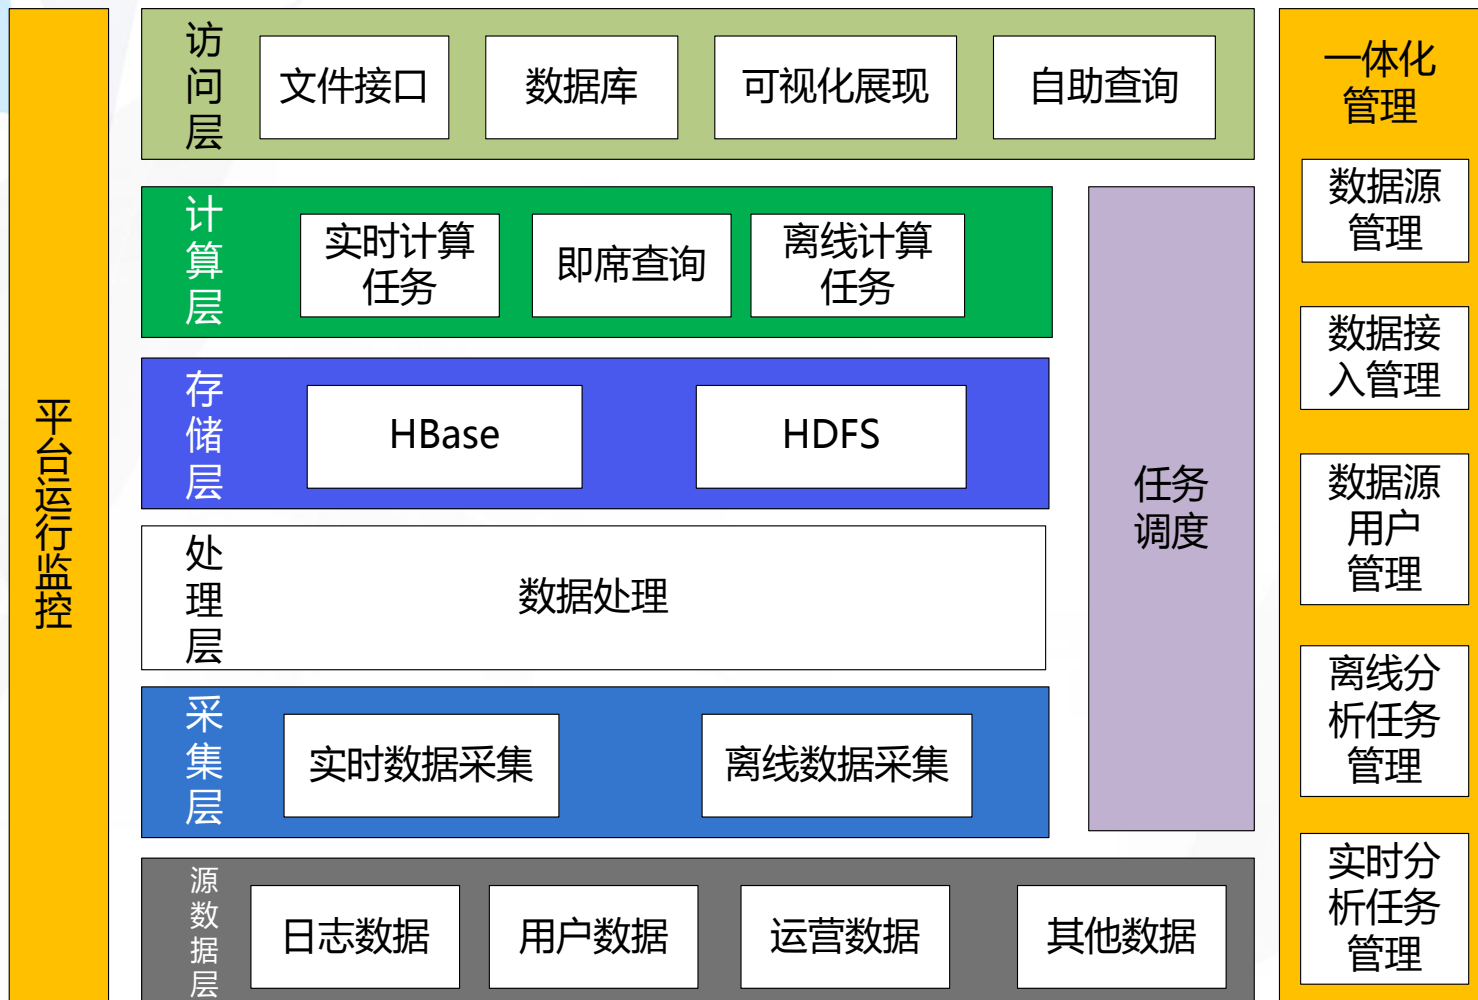 平台运行监控
访问层
文件接口
数据库
可视化展现
自助查询
计算层
实时计算
任务
即席查询
离线计算
任务
存储层
HBase
HDFS
处理层
数据处理
采集层
实时数据采集
离线数据采集
任务
调度
源数据层
日志数据
用户数据
运营数据
其他数据
一体化
管理
数据源
管理
数据接
入管理
数据源
用户
管理
离线分
析任务
管理
实时分
析任务
管理